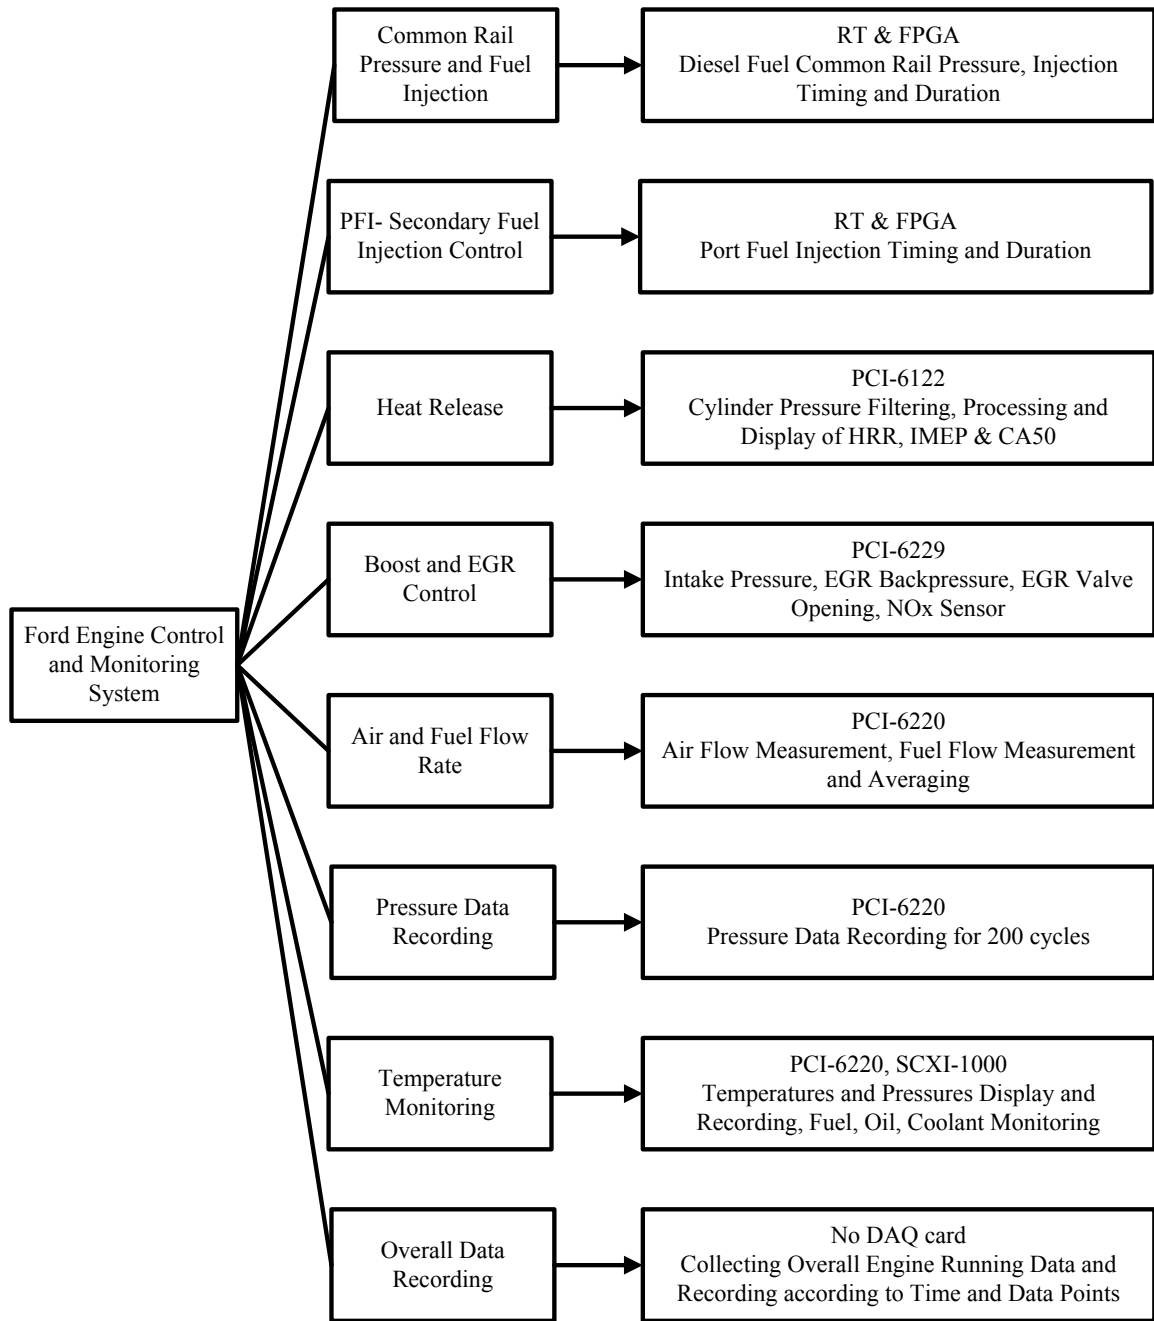 Common Rail
Pressure and Fuel
Injection
RT & FPGA
Diesel Fuel Common Rail Pressure, Injection
Timing and Duration
PFI- Secondary Fuel
Injection Control
RT & FPGA
Port Fuel Injection Timing and Duration
Heat Release
PCI-6122
Cylinder Pressure Filtering, Processing and
Display of HRR, IMEP & CA50
Boost and EGR
Control
PCI-6229
Intake Pressure, EGR Backpressure, EGR Valve
Opening, NOx Sensor
Ford Engine Control
and Monitoring
System
Air and Fuel Flow
Rate
PCI-6220
Air Flow Measurement, Fuel Flow Measurement
and Averaging
Pressure Data
Recording
PCI-6220
Pressure Data Recording for 200 cycles
Temperature
Monitoring
PCI-6220, SCXI-1000
Temperatures and Pressures Display and
Recording, Fuel, Oil, Coolant Monitoring
Overall Data
Recording
No DAQ card
Collecting Overall Engine Running Data and
Recording according to Time and Data Points